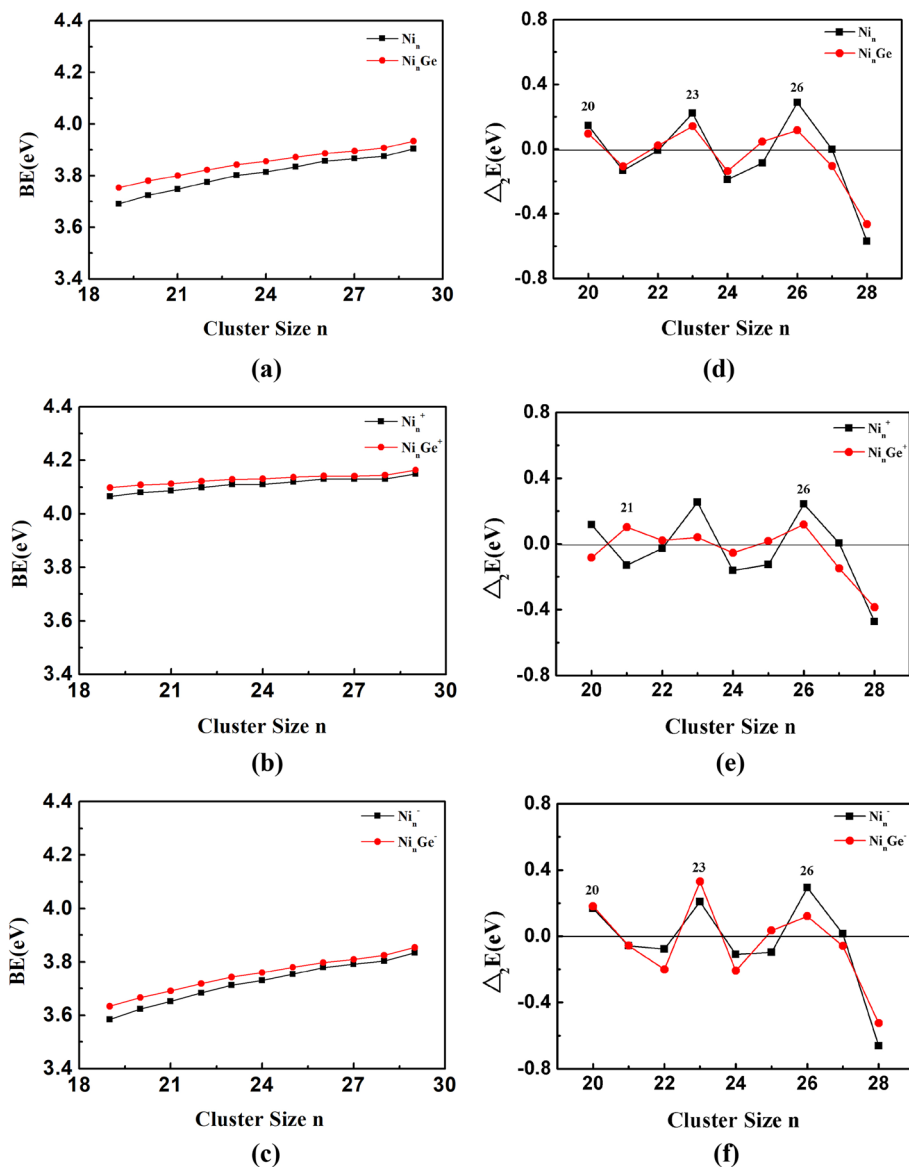 4.4
4.2
4.0
3.8
3.6
3.4
BE(eV)
Niₙ
NiₙGe
18 21 24 27 30
Cluster Size n
(a)
0.8
0.4
0.0
-0.4
-0.8
△₂E(eV)
Niₙ
NiₙGe
20
23
26
20 22 24 26 28
Cluster Size n
(d)
4.4
4.2
4.0
3.8
3.6
3.4
BE(eV)
Niₙ⁺
NiₙGe⁺
18 21 24 27 30
Cluster Size n
(b)
0.8
0.4
0.0
-0.4
-0.8
△₂E(eV)
Niₙ⁺
NiₙGe⁺
21
26
20 22 24 26 28
Cluster Size n
(e)
4.4
4.2
4.0
3.8
3.6
3.4
BE(eV)
Niₙ⁻
NiₙGe⁻
18 21 24 27 30
Cluster Size n
(c)
0.8
0.4
0.0
-0.4
-0.8
△₂E(eV)
Niₙ⁻
NiₙGe⁻
20
23
26
20 22 24 26 28
Cluster Size n
(f)